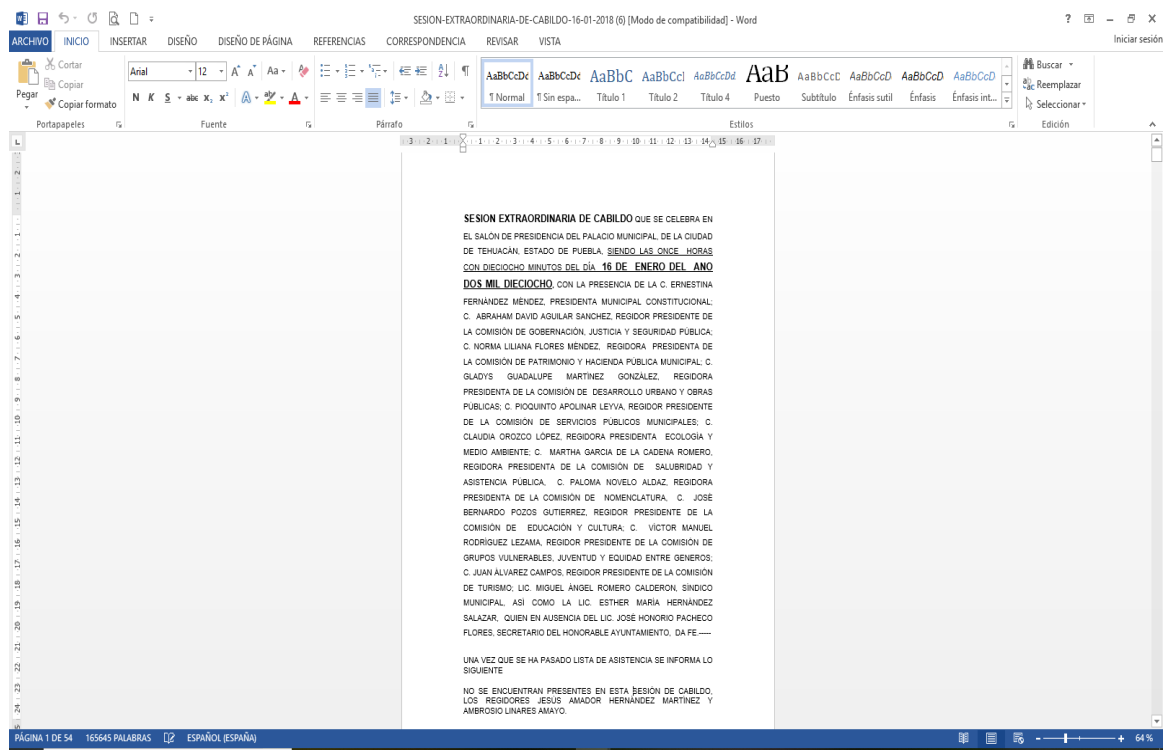 SESION-EXTRAORDINARIA-DE-CABILDO-16-01-2018 (6) [Modo de compatibilidad] - Word
ARCHIVO INICIO INSERTAR DISEÑO DISEÑO DE PÁGINA REFERENCIAS CORRESPONDENCIA REVISAR VISTA Iniciar sesión
Pegar
Cortar
Copiar
Copiar formato
Arial 12
N K S abc x₂ x²
AaBbCcDc AaBbCcDc AaBbC AaBbCcl AaBbCcDd AaB AaBbCcC AaBbCcD AaBbCcD AaBbCcD
¶ Normal ¶ Sin espa... Título 1 Título 2 Título 4 Puesto Subtítulo Énfasis sutil Énfasis Énfasis int...
Buscar
Reemplazar
Seleccionar
Portapapeles Fuente Párrafo Estilos Edición
SESION EXTRAORDINARIA DE CABILDO QUE SE CELEBRA EN
EL SALÓN DE PRESIDENCIA DEL PALACIO MUNICIPAL, DE LA CIUDAD
DE TEHUACÁN, ESTADO DE PUEBLA, SIENDO LAS ONCE HORAS
CON DIECIOCHO MINUTOS DEL DÍA 16 DE ENERO DEL ANO
DOS MIL DIECIOCHO, CON LA PRESENCIA DE LA C. ERNESTINA
FERNÁNDEZ MÉNDEZ, PRESIDENTA MUNICIPAL CONSTITUCIONAL;
C. ABRAHAM DAVID AGUILAR SANCHEZ, REGIDOR PRESIDENTE DE
LA COMISIÓN DE GOBERNACIÓN, JUSTICIA Y SEGURIDAD PÚBLICA;
C. NORMA LILIANA FLORES MÉNDEZ, REGIDORA PRESIDENTA DE
LA COMISIÓN DE PATRIMONIO Y HACIENDA PÚBLICA MUNICIPAL; C.
GLADYS GUADALUPE MARTÍNEZ GONZÁLEZ, REGIDORA
PRESIDENTA DE LA COMISIÓN DE DESARROLLO URBANO Y OBRAS
PÚBLICAS; C. PIOQUINTO APOLINAR LEYVA, REGIDOR PRESIDENTE
DE LA COMISIÓN DE SERVICIOS PÚBLICOS MUNICIPALES; C.
CLAUDIA OROZCO LÓPEZ, REGIDORA PRESIDENTA ECOLOGÍA Y
MEDIO AMBIENTE; C. MARTHA GARCIA DE LA CADENA ROMERO,
REGIDORA PRESIDENTA DE LA COMISIÓN DE SALUBRIDAD Y
ASISTENCIA PÚBLICA, C. PALOMA NOVELO ALDAZ, REGIDORA
PRESIDENTA DE LA COMISIÓN DE NOMENCLATURA, C. JOSÉ
BERNARDO POZOS GUTIERREZ, REGIDOR PRESIDENTE DE LA
COMISIÓN DE EDUCACIÓN Y CULTURA; C. VÍCTOR MANUEL
RODRÍGUEZ LEZAMA, REGIDOR PRESIDENTE DE LA COMISIÓN DE
GRUPOS VULNERABLES, JUVENTUD Y EQUIDAD ENTRE GENEROS;
C. JUAN ÁLVAREZ CAMPOS, REGIDOR PRESIDENTE DE LA COMISIÓN
DE TURISMO; LIC. MIGUEL ÁNGEL ROMERO CALDERON, SÍNDICO
MUNICIPAL, ASÍ COMO LA LIC. ESTHER MARÍA HERNÁNDEZ
SALAZAR, QUIEN EN AUSENCIA DEL LIC. JOSÉ HONORIO PACHECO
FLORES, SECRETARIO DEL HONORABLE AYUNTAMIENTO, DA FE.-----
UNA VEZ QUE SE HA PASADO LISTA DE ASISTENCIA SE INFORMA LO
SIGUIENTE
NO SE ENCUENTRAN PRESENTES EN ESTA SESIÓN DE CABILDO,
LOS REGIDORES JESÚS AMADOR HERNÁNDEZ MARTÍNEZ Y
AMBROSIO LINARES AMAYO.
PÁGINA 1 DE 54 165645 PALABRAS ESPAÑOL (ESPAÑA) 64 %